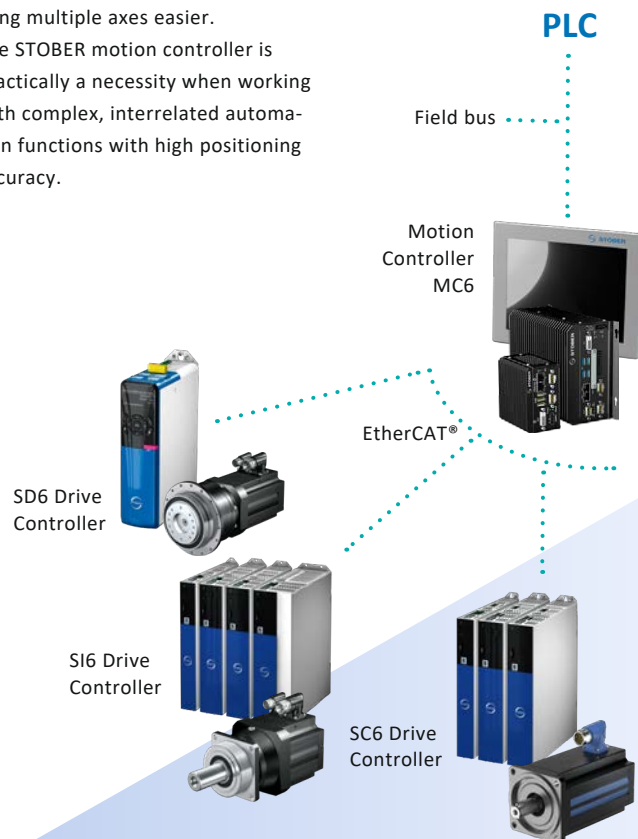 ng multiple axes easier.
e STOBER motion controller is
actically a necessity when working
th complex, interrelated automa-
n functions with high positioning
curacy.
PLC
Field bus
Motion
Controller
MC6
STOBER
EtherCAT®
SD6 Drive
Controller
SI6 Drive
Controller
SC6 Drive
Controller